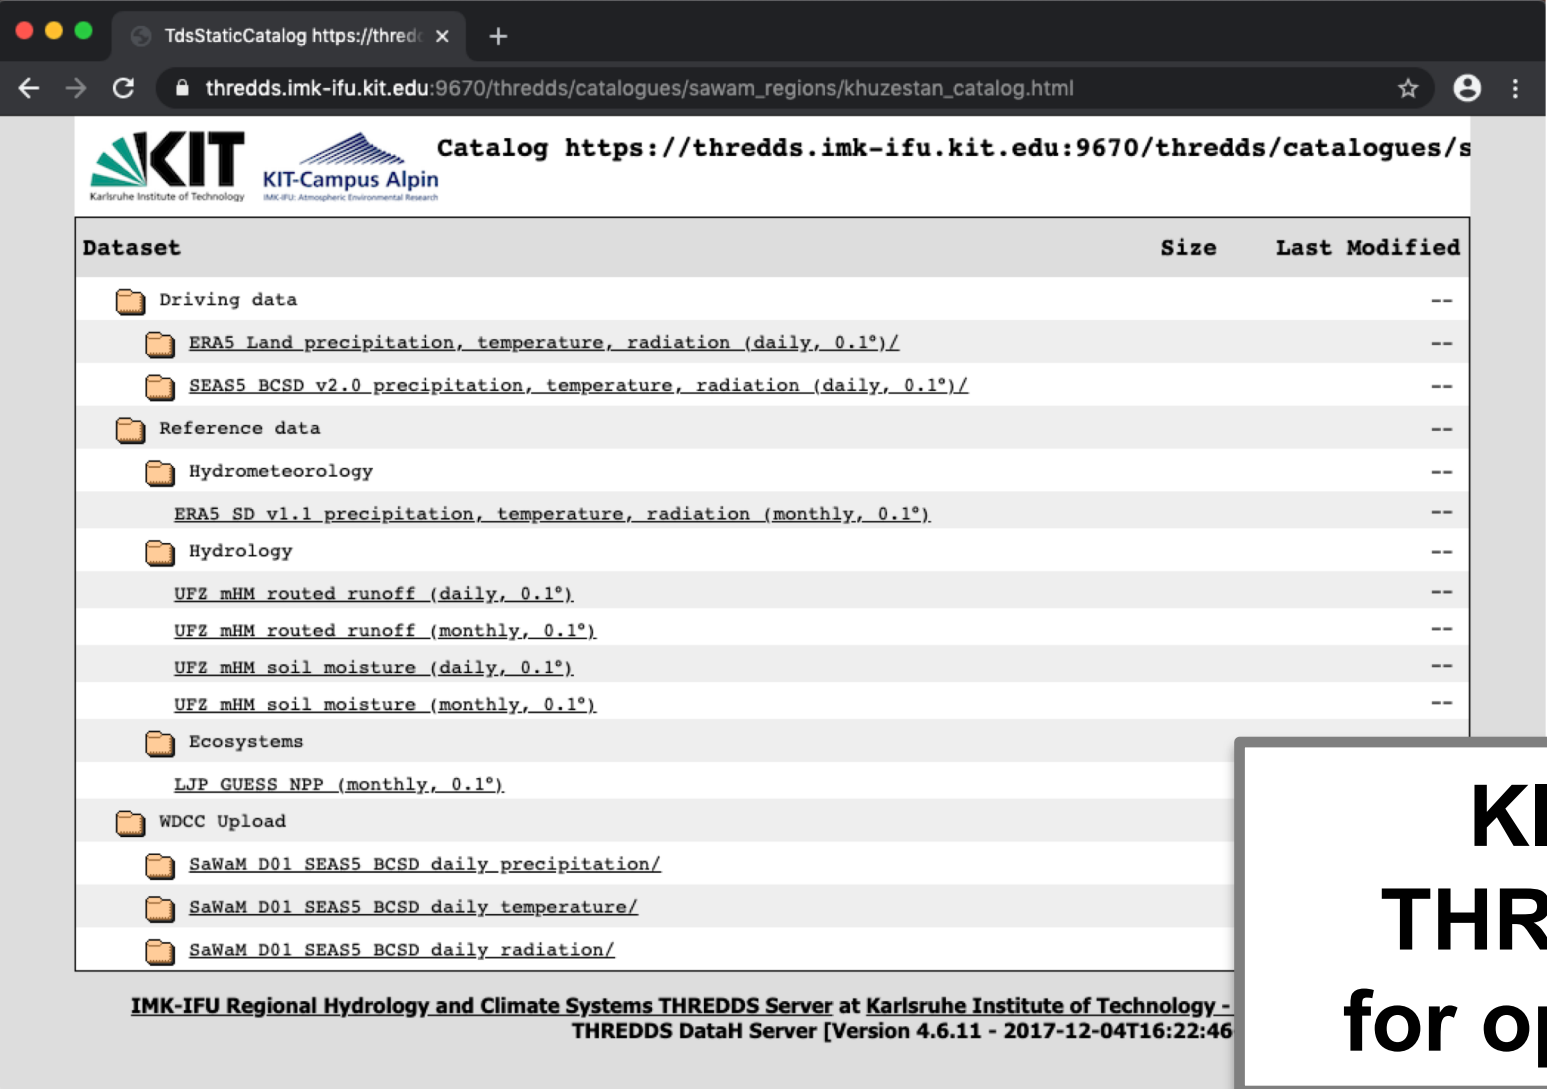 TdsStaticCatalog https://thredd
thredds.imk-ifu.kit.edu:9670/thredds/catalogues/sawam_regions/khuzestan_catalog.html
KIT
Karlsruhe Institute of Technology
KIT-Campus Alpin
IMK-IFU: Atmospheric Environmental Research
Catalog https://thredds.imk-ifu.kit.edu:9670/thredds/catalogues/s
Dataset Size Last Modified
Driving data --
ERA5 Land precipitation, temperature, radiation (daily, 0.1°)/ --
SEAS5 BCSD v2.0 precipitation, temperature, radiation (daily, 0.1°)/ --
Reference data --
Hydrometeorology --
ERA5 SD v1.1 precipitation, temperature, radiation (monthly, 0.1°) --
Hydrology --
UFZ mHM routed runoff (daily, 0.1°) --
UFZ mHM routed runoff (monthly, 0.1°) --
UFZ mHM soil moisture (daily, 0.1°) --
UFZ mHM soil moisture (monthly, 0.1°) --
Ecosystems
LJP GUESS NPP (monthly, 0.1°)
WDCC Upload
SaWaM D01 SEAS5 BCSD daily precipitation/
SaWaM D01 SEAS5 BCSD daily temperature/
SaWaM D01 SEAS5 BCSD daily radiation/
IMK-IFU Regional Hydrology and Climate Systems THREDDS Server at Karlsruhe Institute of Technology -
THREDDS DataH Server [Version 4.6.11 - 2017-12-04T16:22:46
THR
for op